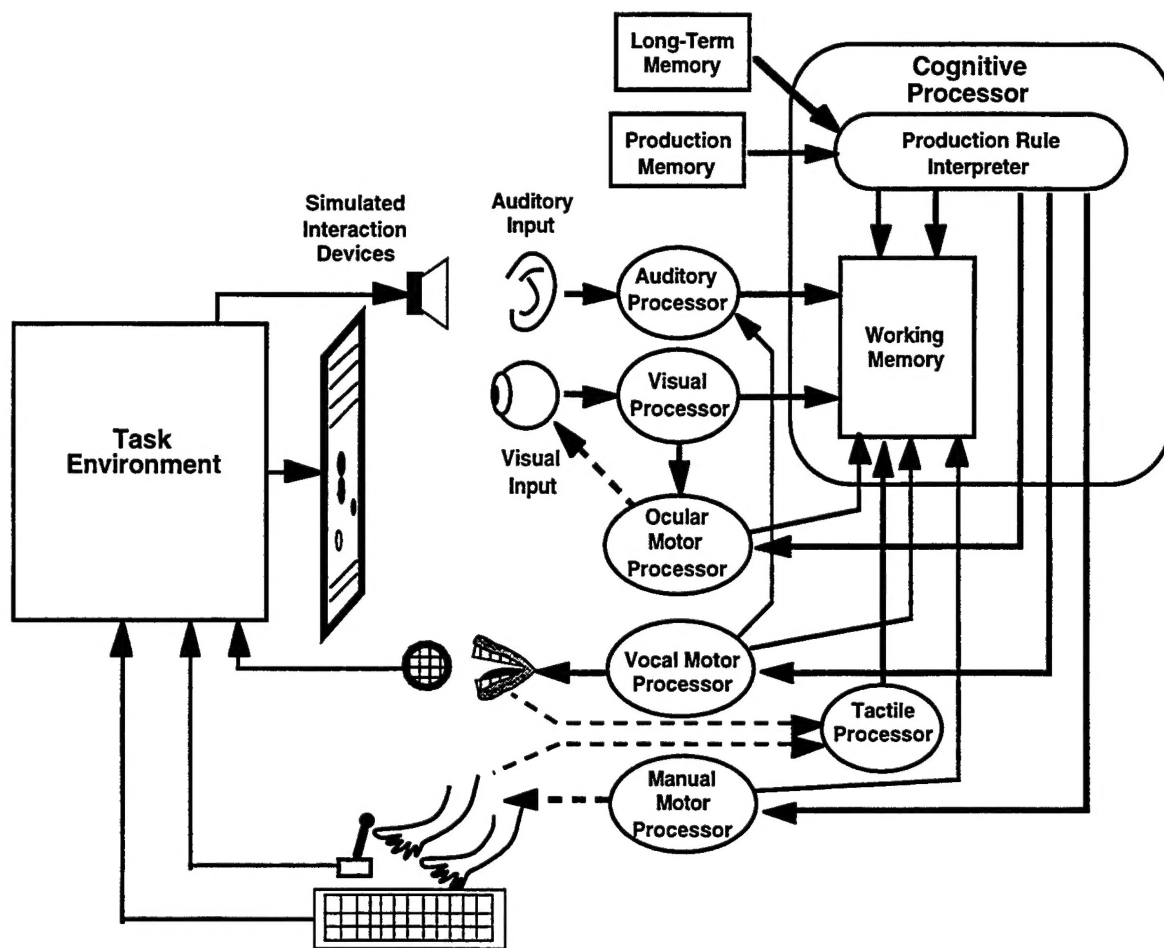 Long-Term
Memory
Cognitive
Processor
Production
Memory
Production Rule
Interpreter
Simulated
Interaction
Devices
Auditory
Input
Auditory
Processor
Working
Memory
Visual
Processor
Task
Environment
Visual
Input
Ocular
Motor
Processor
Vocal Motor
Processor
Tactile
Processor
Manual
Motor
Processor